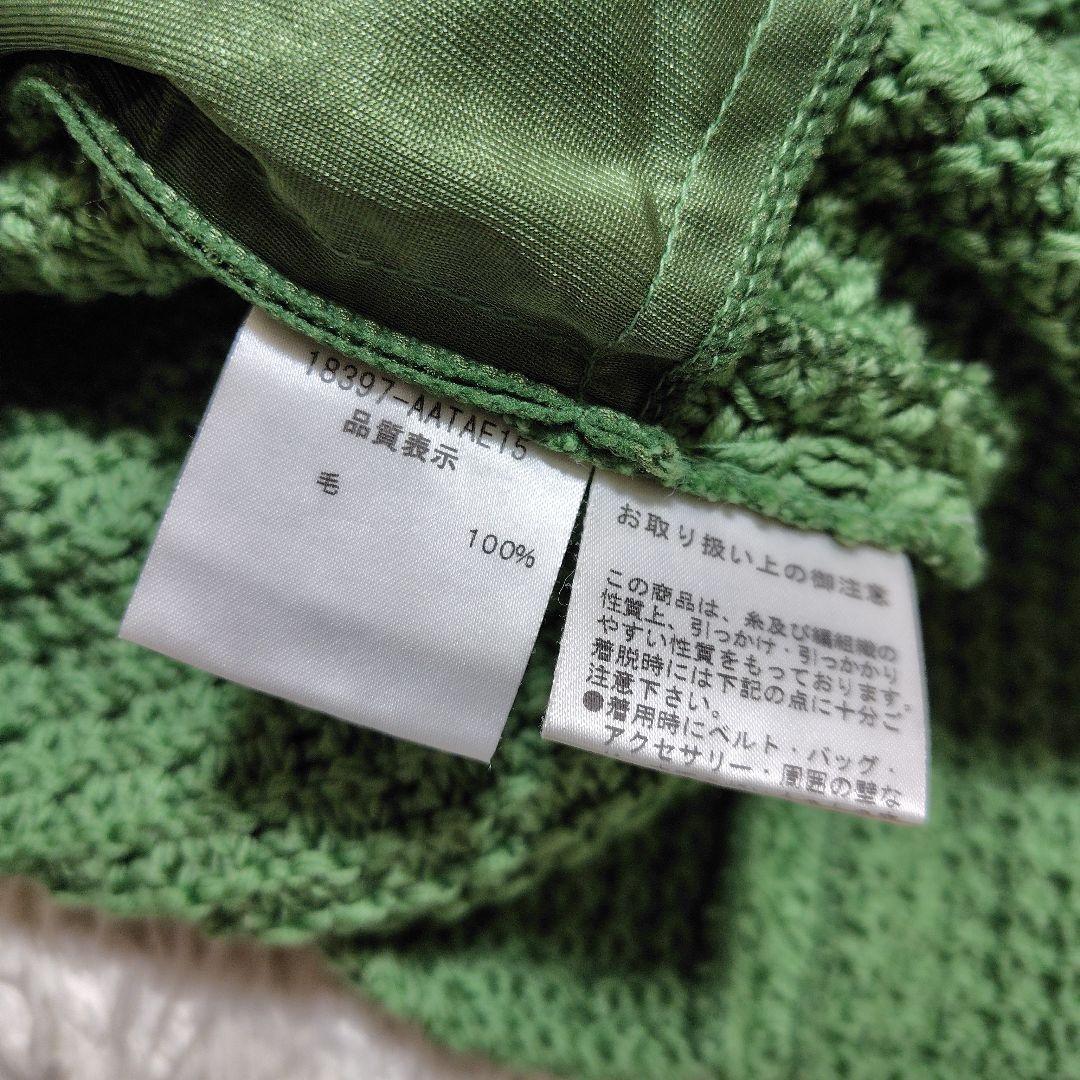 18397-AATAE15
品質表示
毛
100%
お取り扱い上の御注意
この商品は、糸及び編組織の
性質上、引っかけ・引っかかり
やすい性質をもっております。
着脱時には下記の点に十分ご
注意下さい。
●着用時にベルト・バッグ・
アクセサリー・周囲の壁な